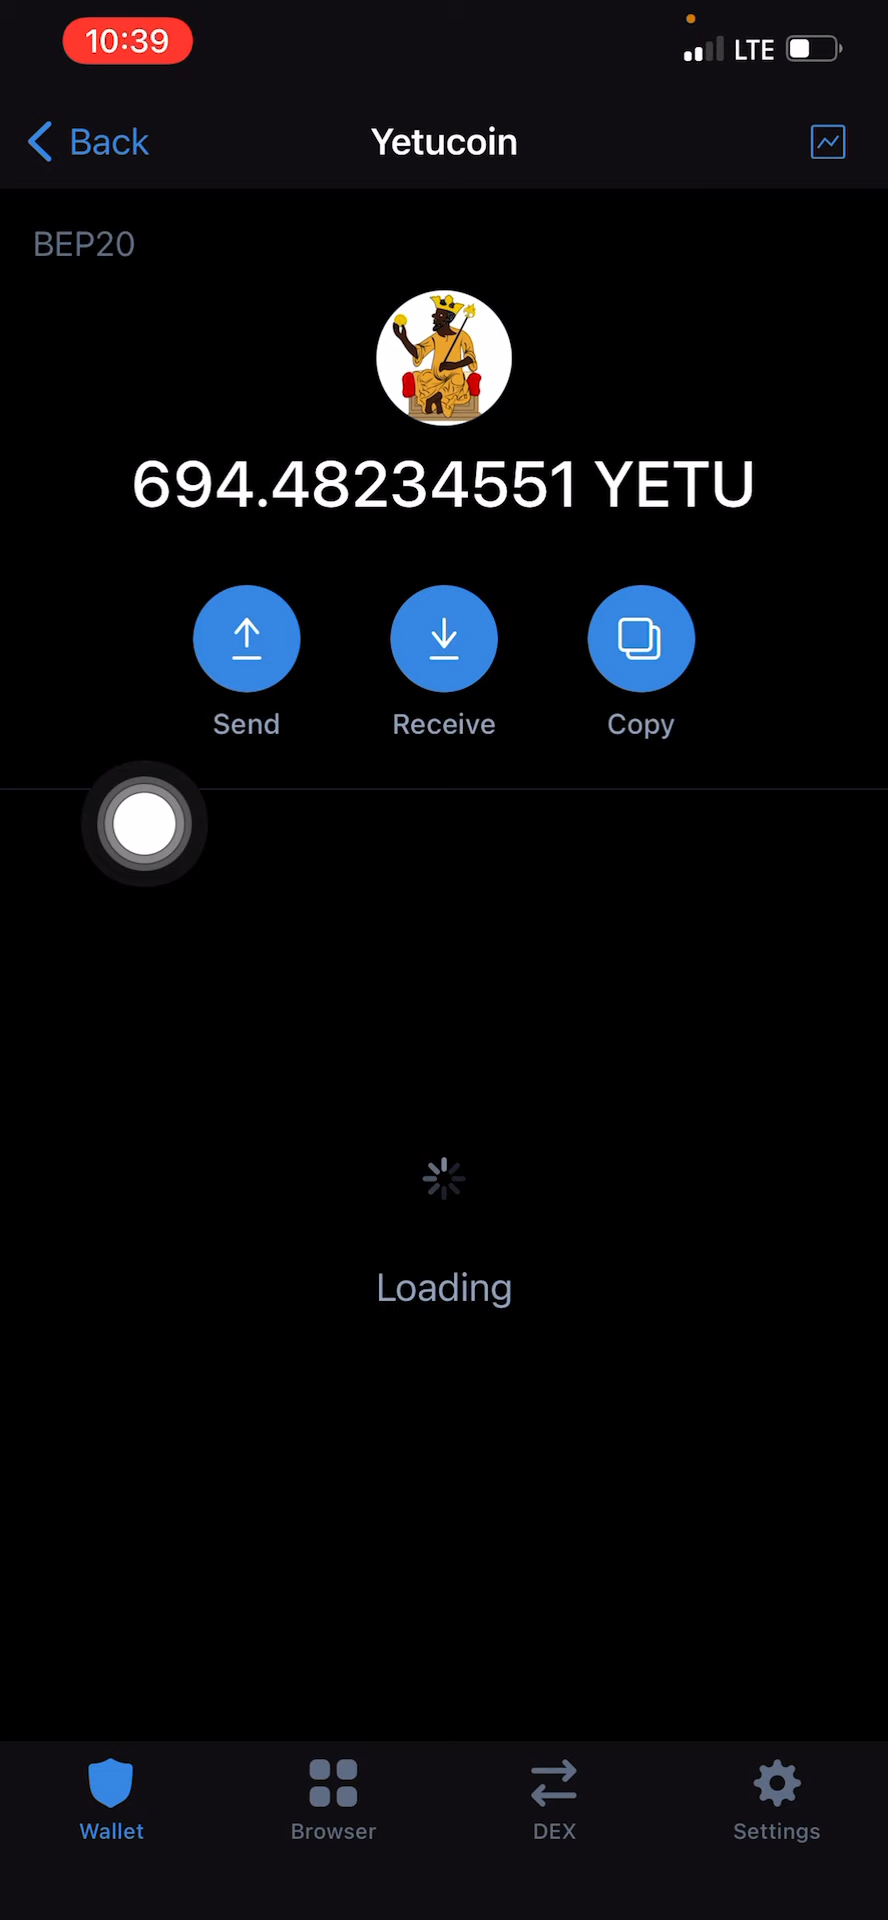 10:39
LTE
Back
Yetucoin
BEP20
694.48234551 YETU
Send
Receive
Copy
Loading
Wallet
Browser
DEX
Settings